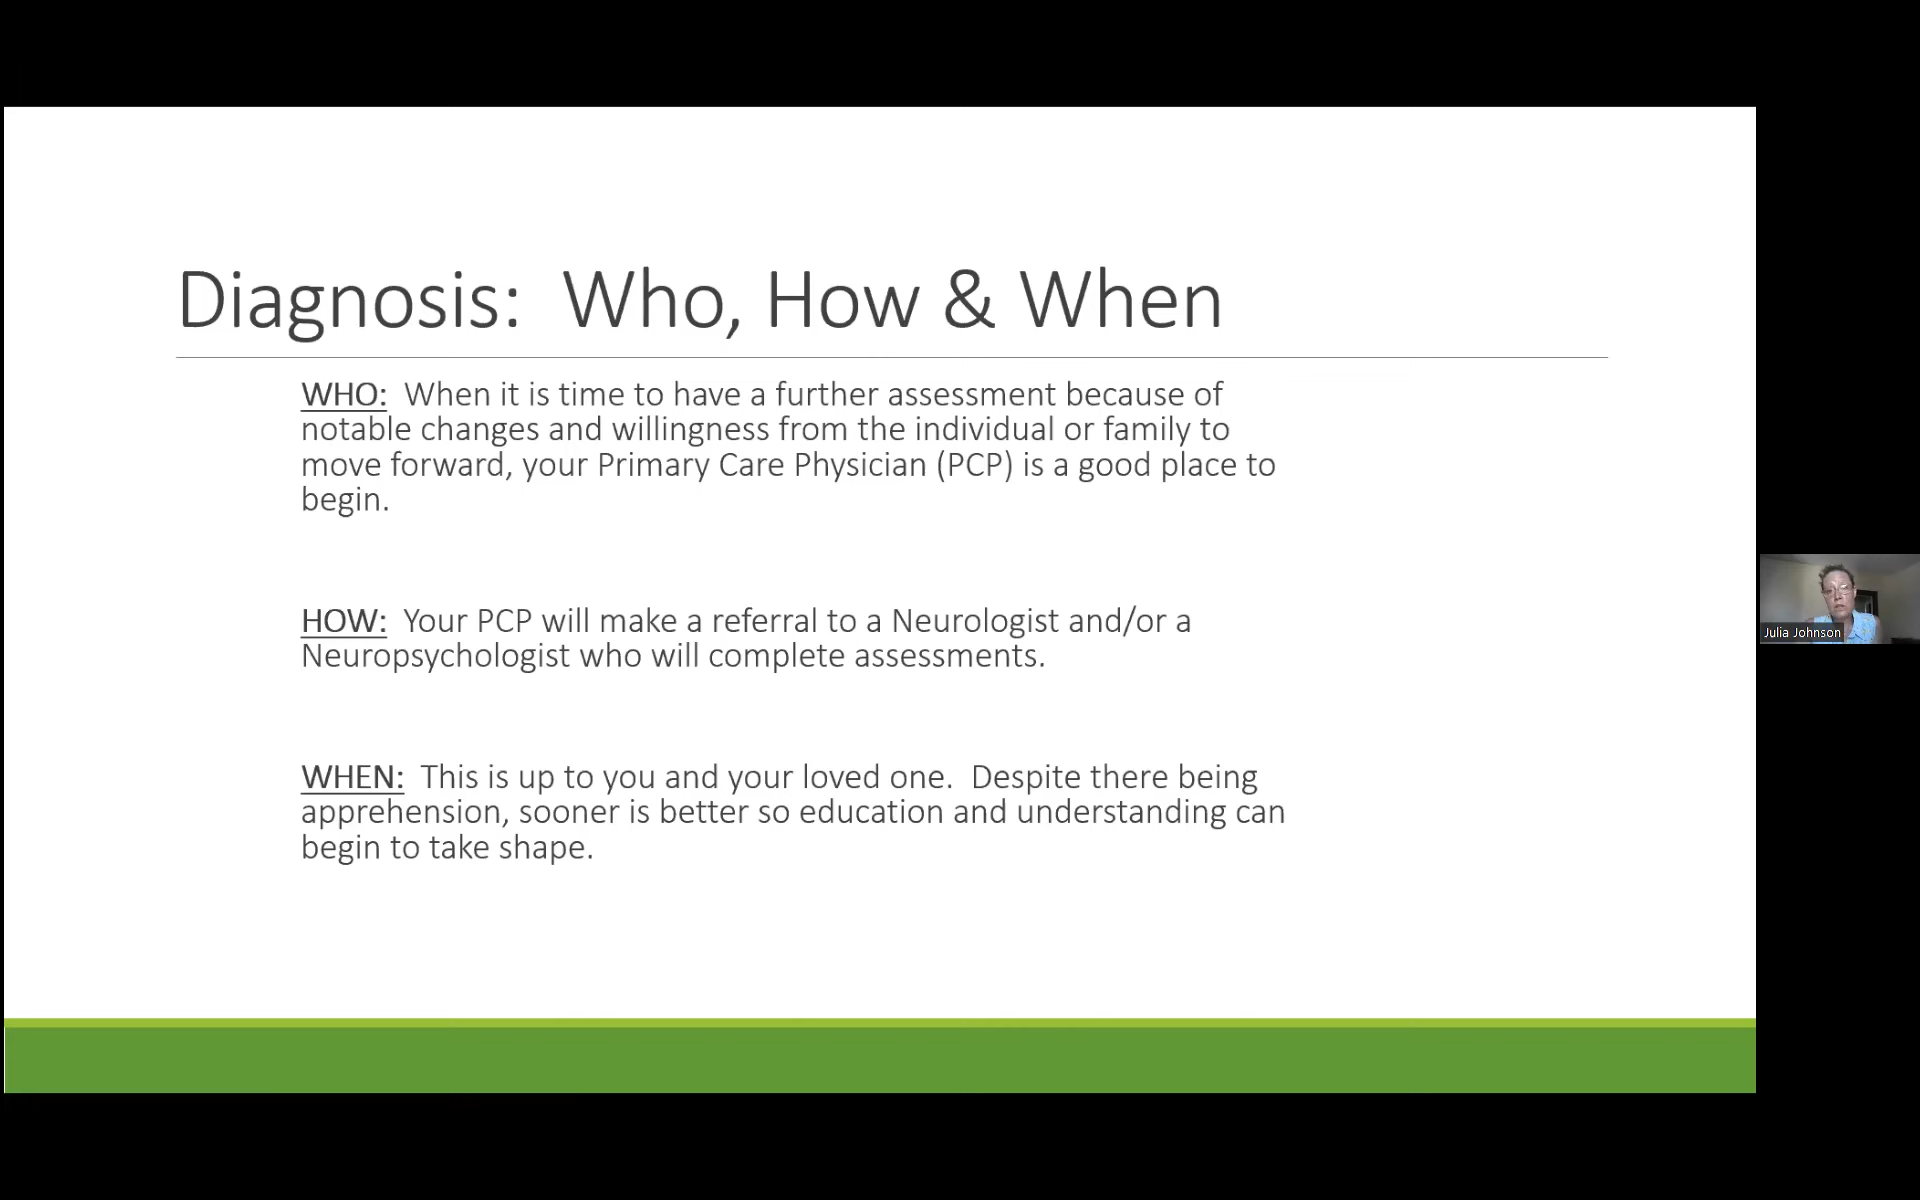 Diagnosis:  Who, How & When
WHO:  When it is time to have a further assessment because of
notable changes and willingness from the individual or family to
move forward, your Primary Care Physician (PCP) is a good place to
begin.
HOW:  Your PCP will make a referral to a Neurologist and/or a
Neuropsychologist who will complete assessments.
WHEN:  This is up to you and your loved one.  Despite there being
apprehension, sooner is better so education and understanding can
begin to take shape.
Julia Johnson